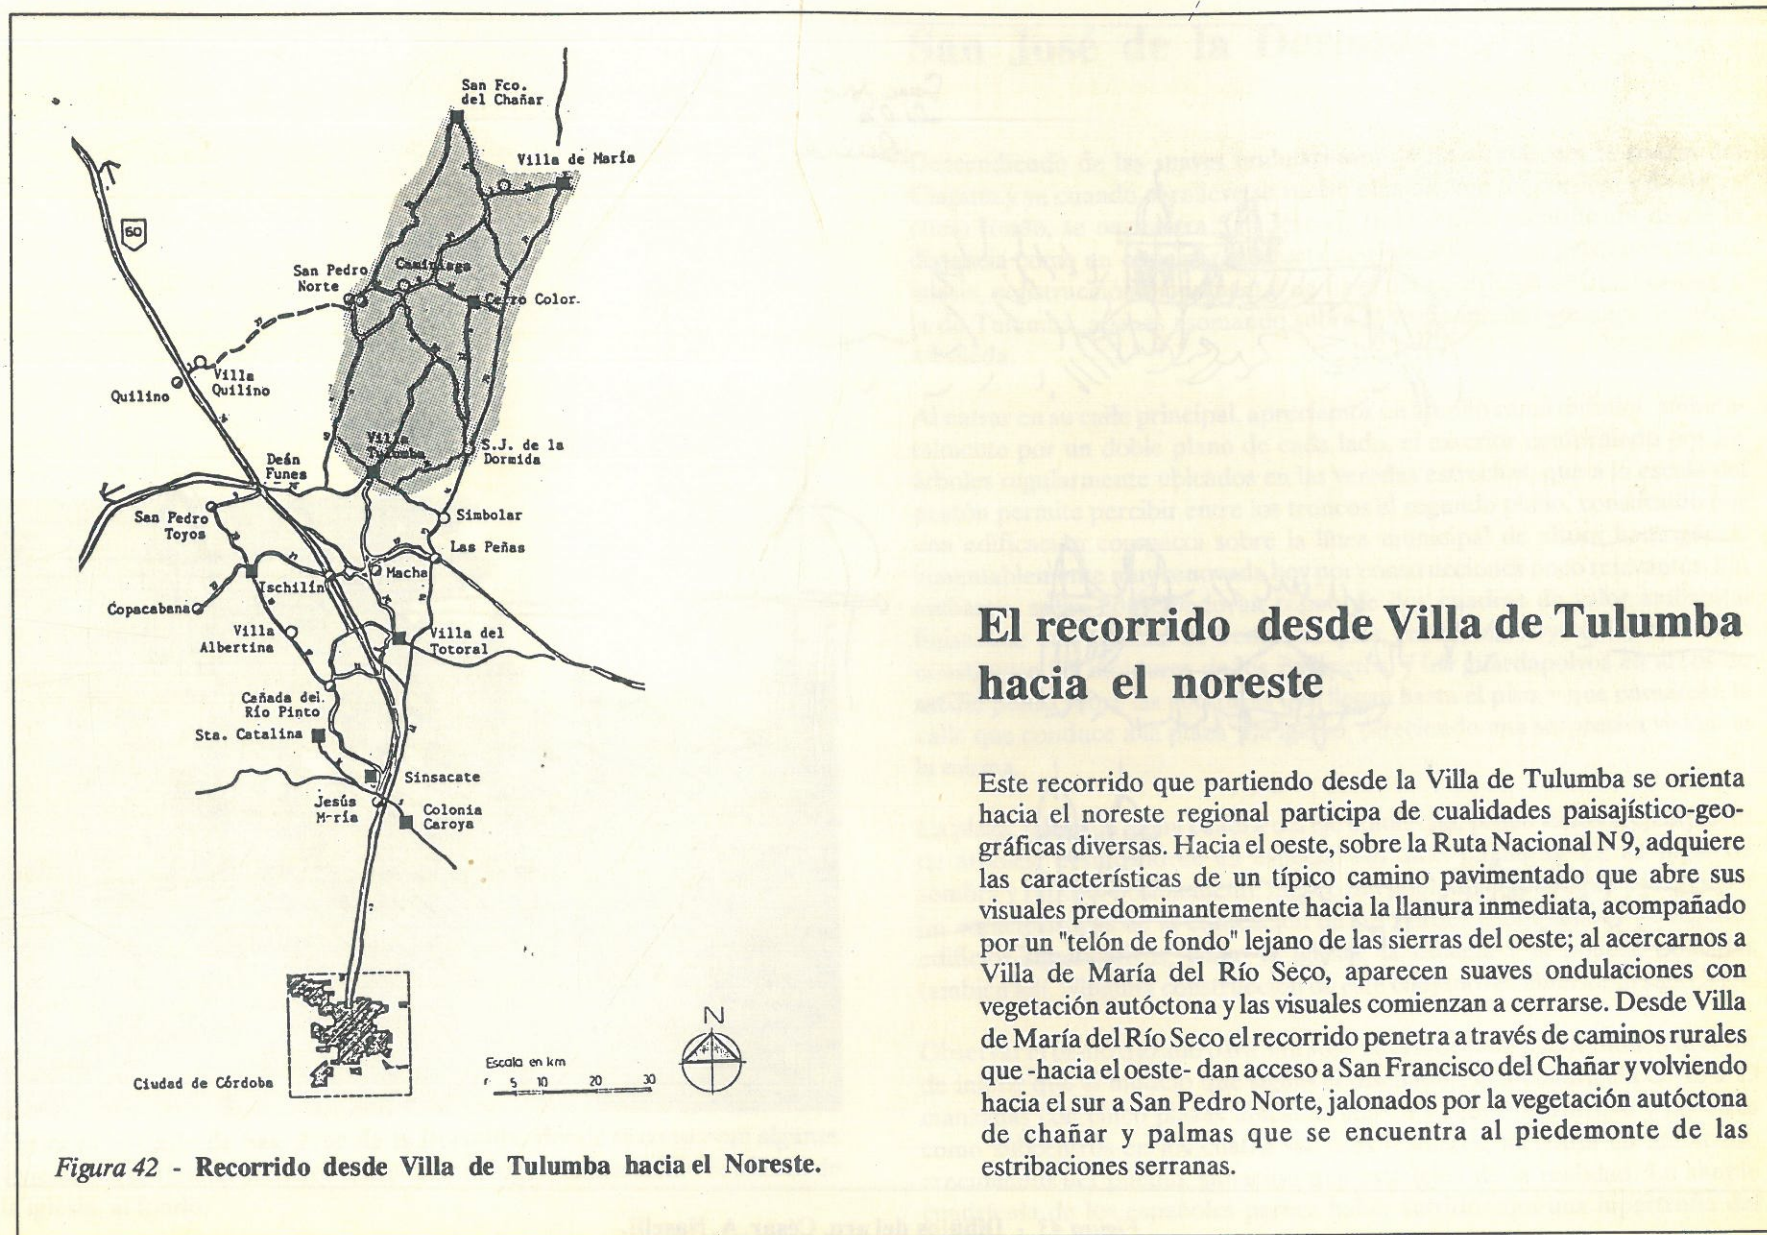 San Fco.
del Chañar
Villa de María
60
San Pedro
Norte
Caminiaga
Cerro Color.
Villa
Quilino
Quilino
Villa
Tulumba
S.J. de la
Dormida
Deán
Funes
San Pedro
Toyos
Simbolar
Las Peñas
Macha
Ischilín
Copacabana
Villa
Albertina
Villa del
Totoral
Cañada del
Río Pinto
Sta. Catalina
Sinsacate
Jesús
M-ría
Colonia
Caroya
N
Escala en km
5 10 20 30
Ciudad de Córdoba
Figura 42 - Recorrido desde Villa de Tulumba hacia el Noreste.
El recorrido desde Villa de Tulumba
hacia el noreste
Este recorrido que partiendo desde la Villa de Tulumba se orienta
hacia el noreste regional participa de cualidades paisajístico-geo-
gráficas diversas. Hacia el oeste, sobre la Ruta Nacional N 9, adquiere
las características de un típico camino pavimentado que abre sus
visuales predominantemente hacia la llanura inmediata, acompañado
por un "telón de fondo" lejano de las sierras del oeste; al acercarnos a
Villa de María del Río Seco, aparecen suaves ondulaciones con
vegetación autóctona y las visuales comienzan a cerrarse. Desde Villa
de María del Río Seco el recorrido penetra a través de caminos rurales
que -hacia el oeste- dan acceso a San Francisco del Chañar y volviendo
hacia el sur a San Pedro Norte, jalonados por la vegetación autóctona
de chañar y palmas que se encuentra al piedemonte de las
estribaciones serranas.